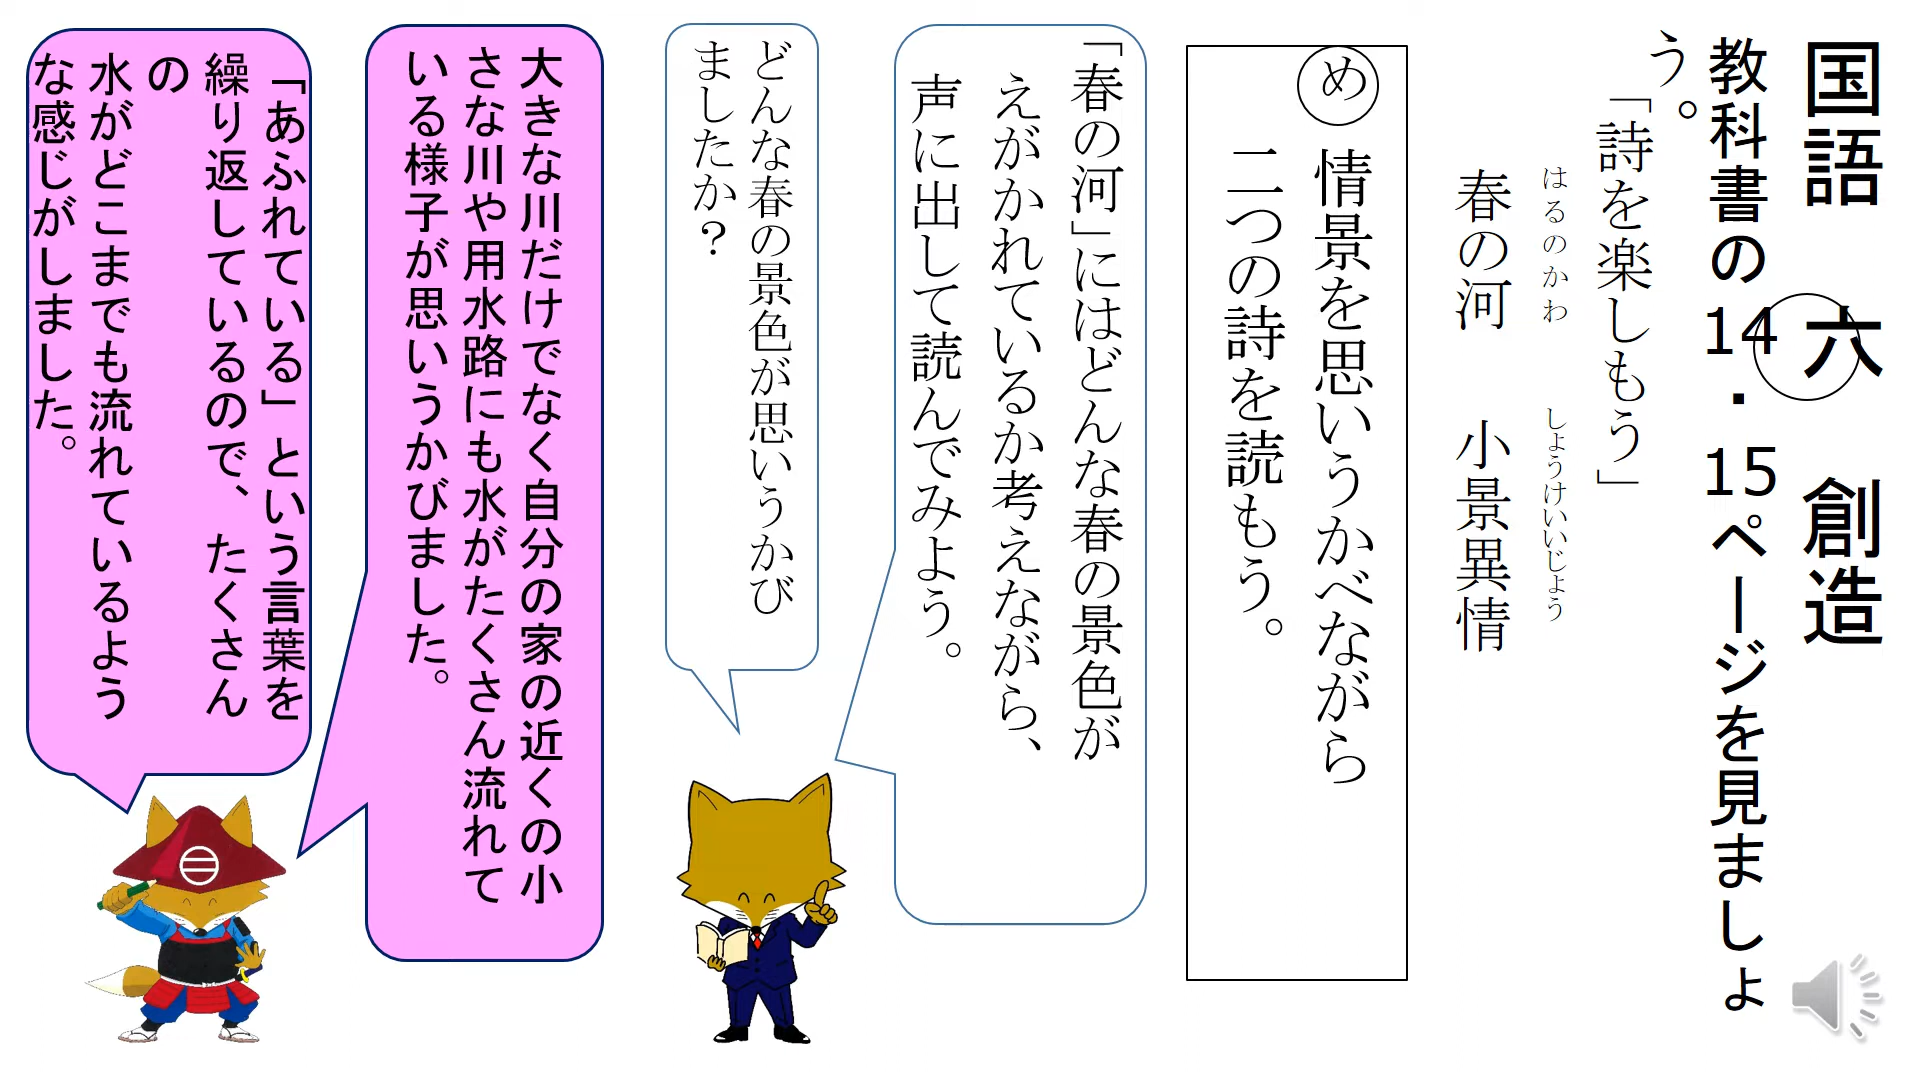 国語　六　創造
教科書の14・15ページを見ましょ
う。
「詩を楽しもう」
はるのかわ　しょうけいいじょう
春の河　小景異情
め　情景を思いうかべながら
二つの詩を読もう。
「春の河」にはどんな春の景色が
えがかれているか考えながら、
声に出して読んでみよう。
どんな春の景色が思いうかび
ましたか？
大きな川だけでなく自分の家の近くの小
さな川や用水路にも水がたくさん流れて
いる様子が思いうかびました。
「あふれている」という言葉を
繰り返しているので、たくさん
の
水がどこまでも流れているよう
な感じがしました。